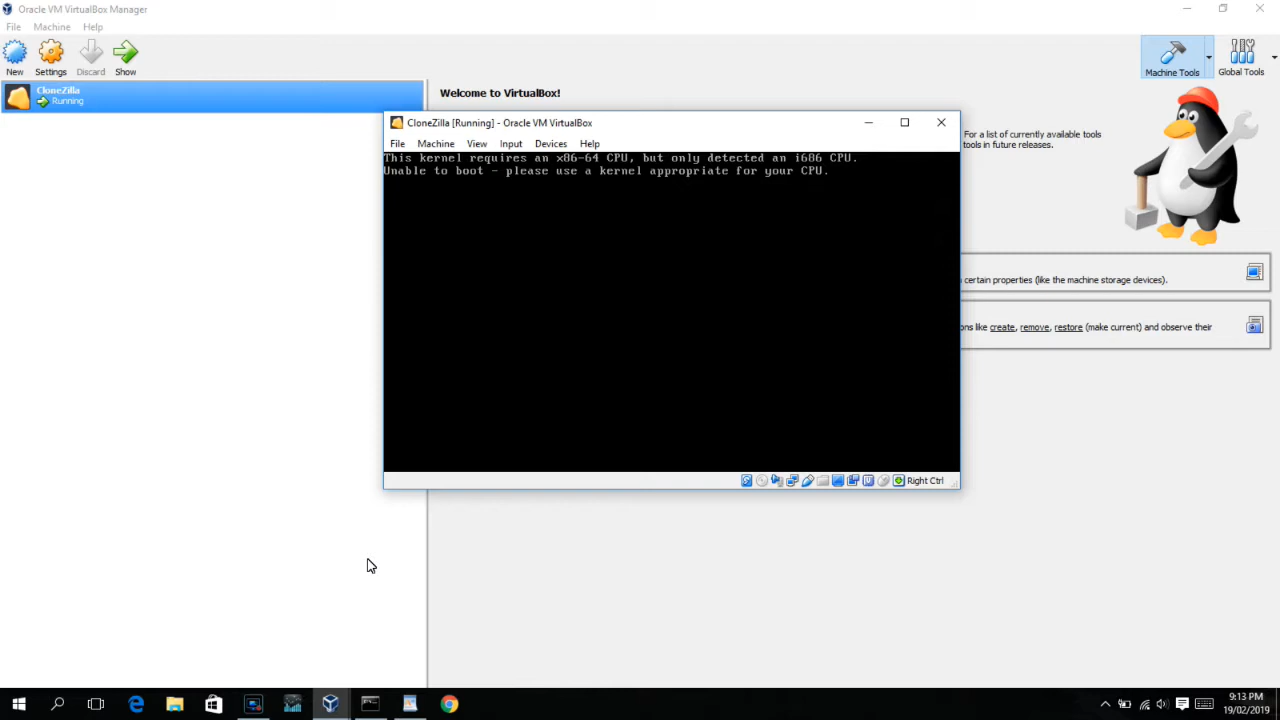 Oracle VM VirtualBox Manager
File Machine Help
New Settings Discard Show
Machine Tools Global Tools
CloneZilla
Running
Welcome to VirtualBox!
For a list of currently available tools
tools in future releases.
CloneZilla [Running] - Oracle VM VirtualBox
File Machine View Input Devices Help
This kernel requires an x86-64 CPU, but only detected an i686 CPU.
Unable to boot - please use a kernel appropriate for your CPU.
certain properties (like the machine storage devices).
ons like create, remove, restore (make current) and observe their
Right Ctrl
9:13 PM
19/02/2019